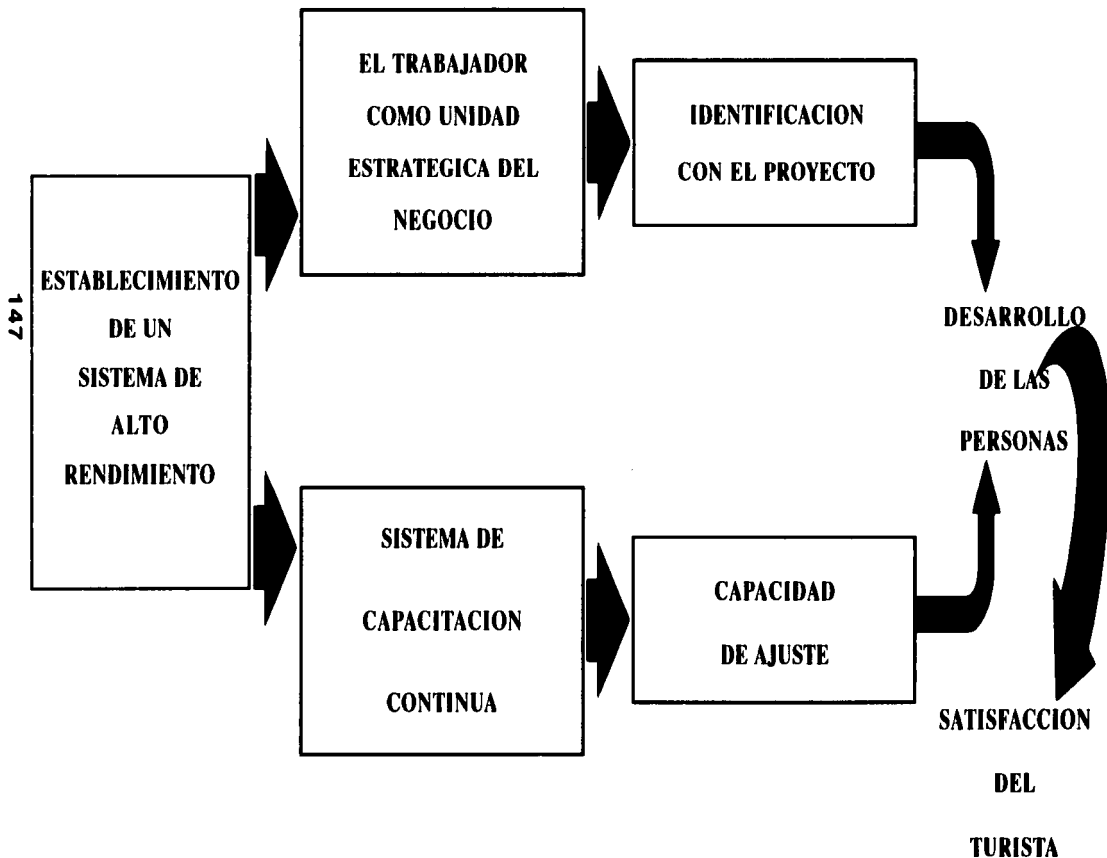 147
ESTABLECIMIENTO
DE UN
SISTEMA DE
ALTO
RENDIMIENTO
EL TRABAJADOR
COMO UNIDAD
ESTRATEGICA DEL
NEGOCIO
IDENTIFICACION
CON EL PROYECTO
SISTEMA DE
CAPACITACION
CONTINUA
CAPACIDAD
DE AJUSTE
DESARROLLO
DE LAS
PERSONAS
SATISFACCION
DEL
TURISTA